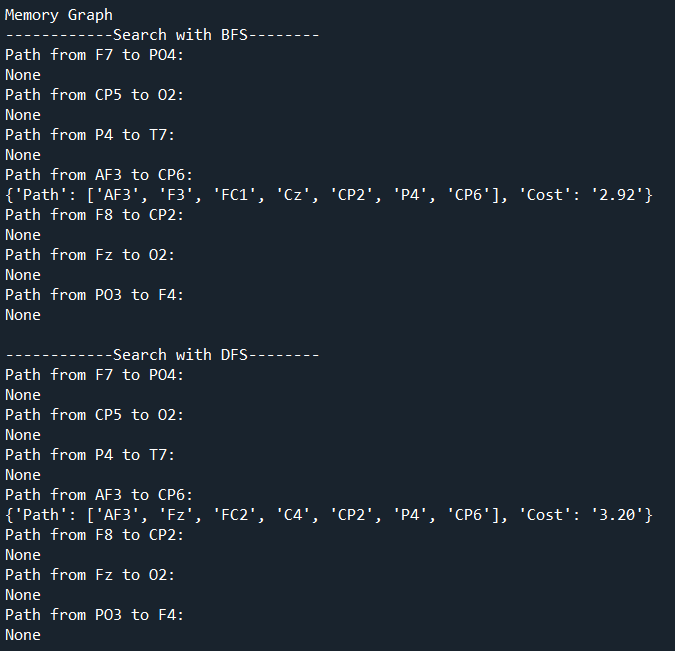 Memory Graph
------------Search with BFS--------
Path from F7 to PO4:
None
Path from CP5 to O2:
None
Path from P4 to T7:
None
Path from AF3 to CP6:
{'Path': ['AF3', 'F3', 'FC1', 'Cz', 'CP2', 'P4', 'CP6'], 'Cost': '2.92'}
Path from F8 to CP2:
None
Path from Fz to O2:
None
Path from PO3 to F4:
None
------------Search with DFS--------
Path from F7 to PO4:
None
Path from CP5 to O2:
None
Path from P4 to T7:
None
Path from AF3 to CP6:
{'Path': ['AF3', 'Fz', 'FC2', 'C4', 'CP2', 'P4', 'CP6'], 'Cost': '3.20'}
Path from F8 to CP2:
None
Path from Fz to O2:
None
Path from PO3 to F4:
None